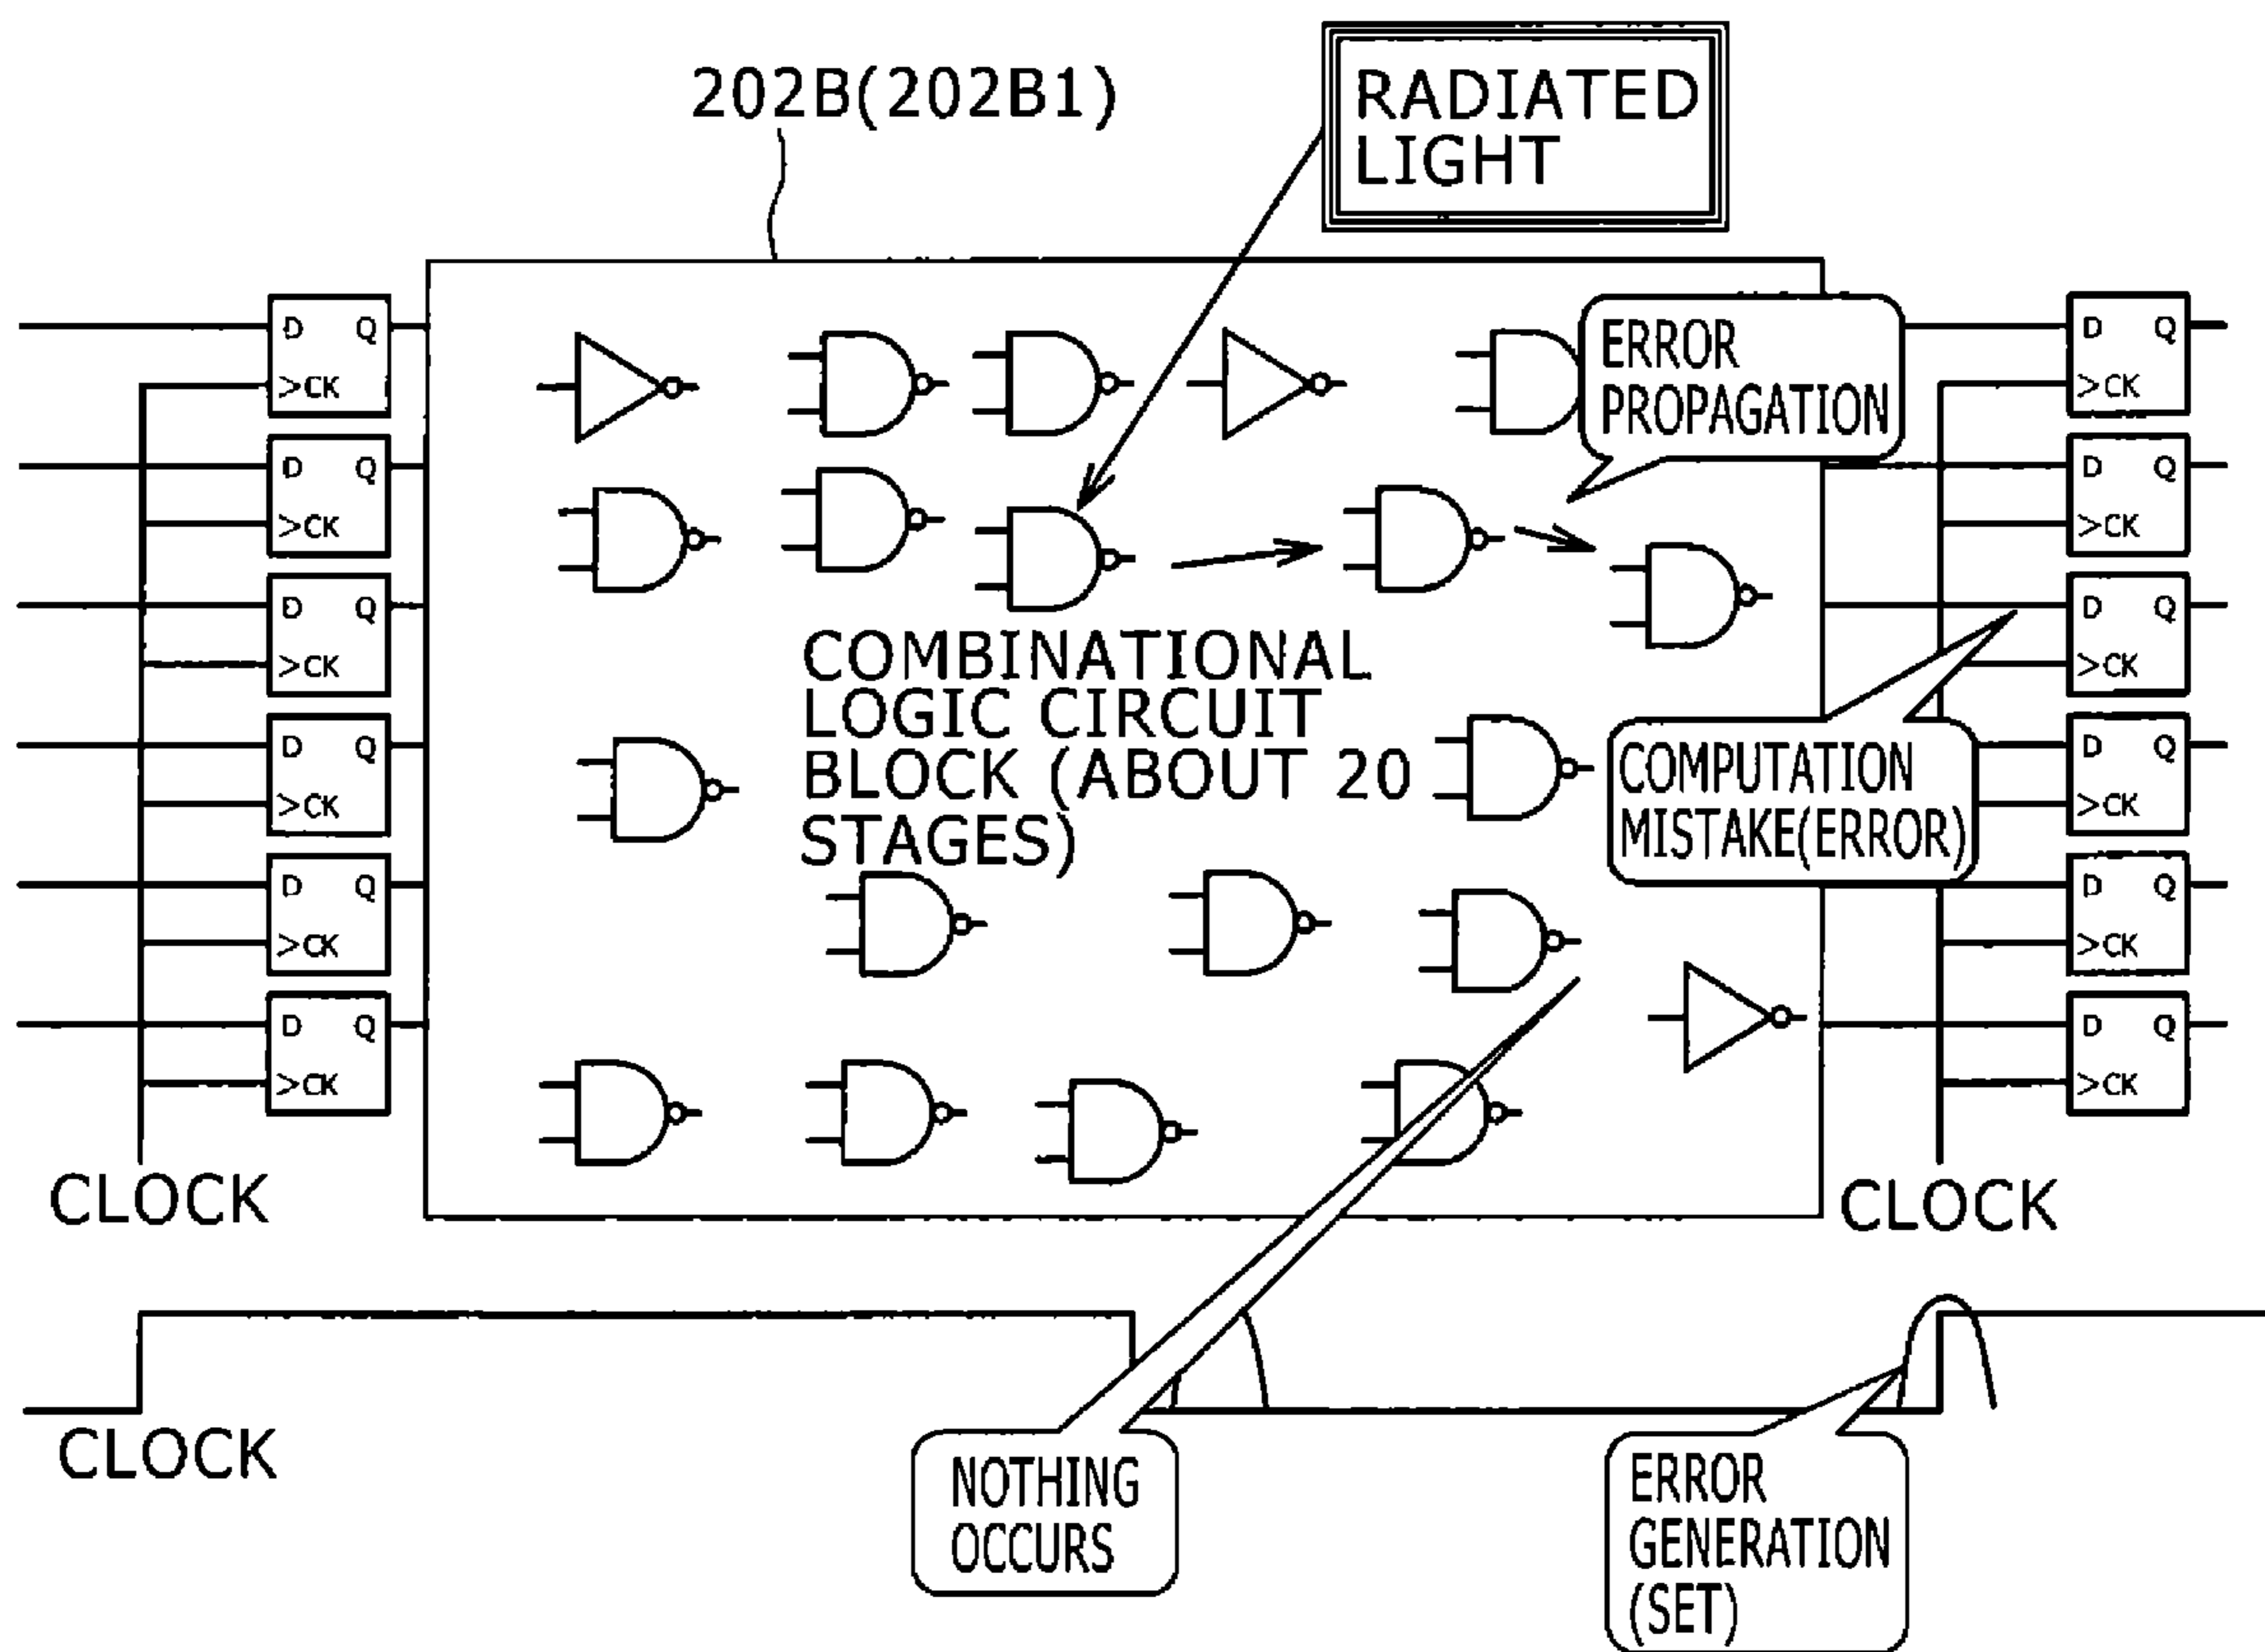 202B(202B1)
RADIATED
LIGHT
D Q
>CK
D Q
>CK
D Q
>CK
D Q
>CK
D Q
>CK
D Q
>CK
CLOCK
ERROR
PROPAGATION
COMBINATIONAL
LOGIC CIRCUIT
BLOCK (ABOUT 20
STAGES)
COMPUTATION
MISTAKE(ERROR)
D Q
>CK
D Q
>CK
D Q
>CK
D Q
>CK
D Q
>CK
D Q
>CK
CLOCK
CLOCK
NOTHING
OCCURS
ERROR
GENERATION
(SET)